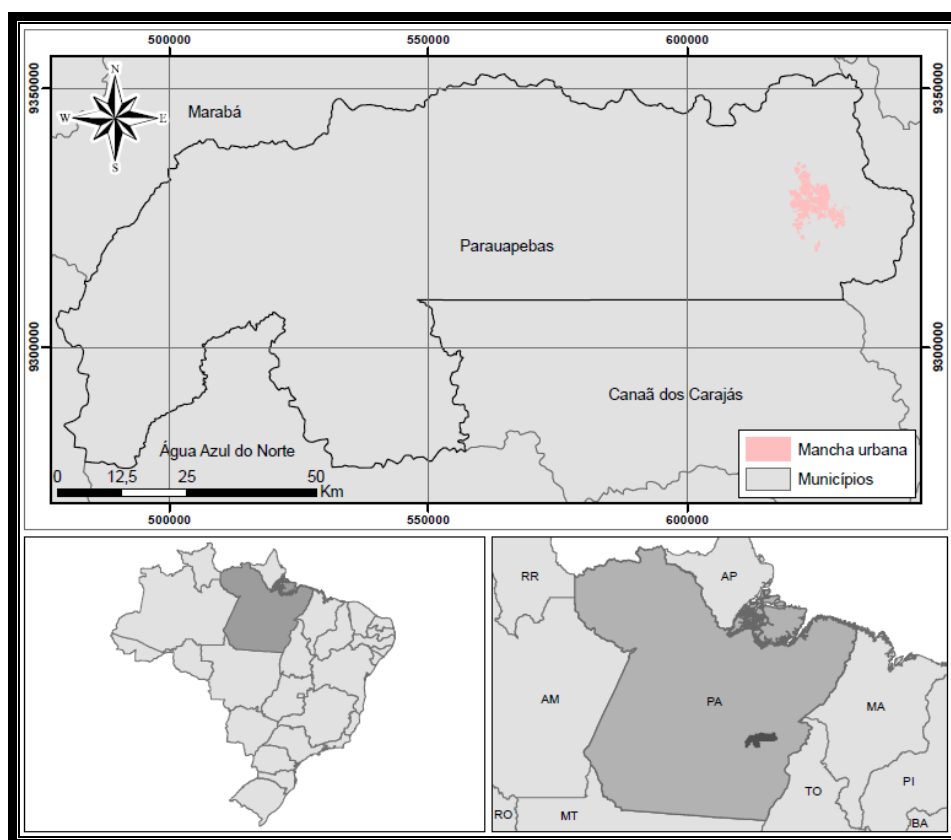 500000 550000 600000
9350000 9350000
N
W E
S
Marabá
Parauapebas
9300000 9300000
Canaã dos Carajás
Água Azul do Norte
0 12,5 25 50
Km
Mancha urbana
Municípios
500000 550000 600000
RR AP
AM PA MA
TO PI
RO MT BA